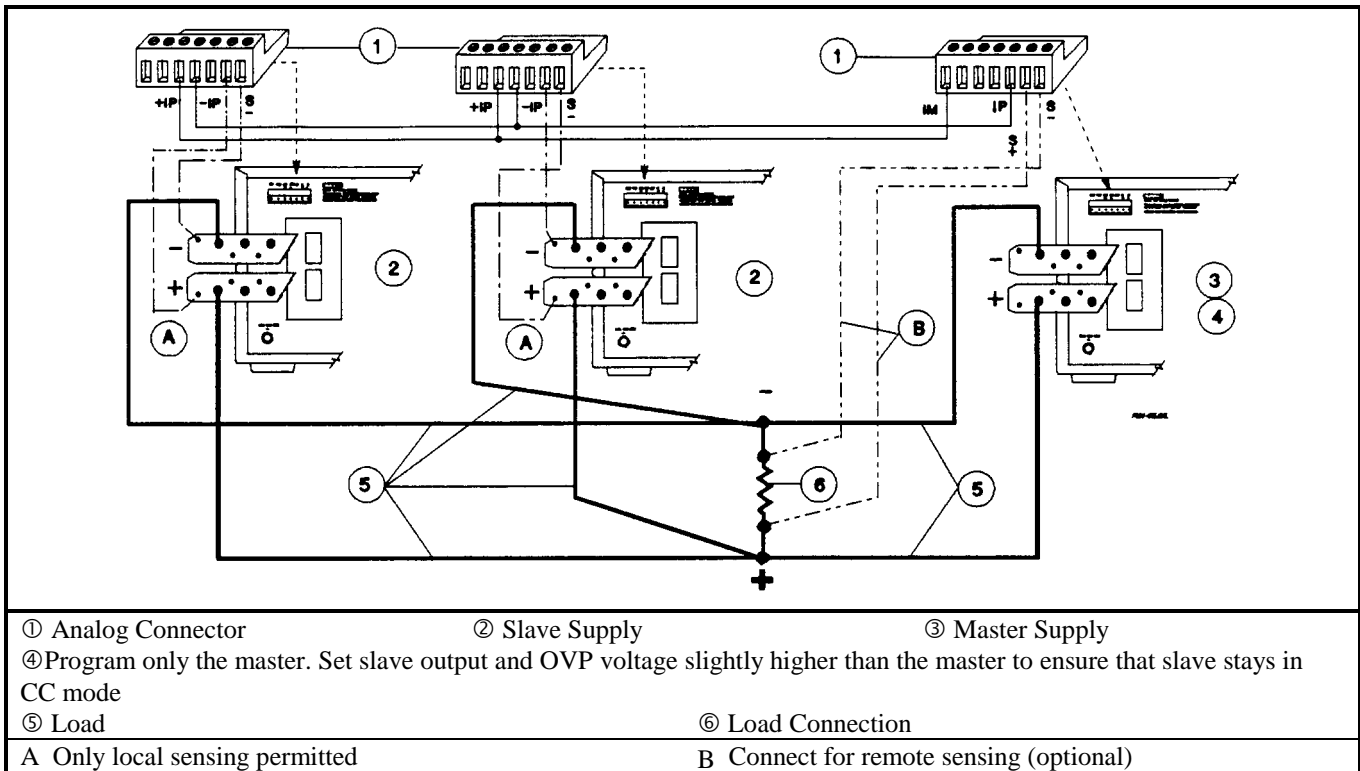 1
1
+IP -IP S
-
+IP -IP S
-
IM IP S
-
S
+
-
+
-
+
-
+
2
2
3
4
A
A
B
-
5
6
5
+
① Analog Connector ② Slave Supply ③ Master Supply
④Program only the master. Set slave output and OVP voltage slightly higher than the master to ensure that slave stays in
CC mode
⑤ Load ⑥ Load Connection
A Only local sensing permitted B Connect for remote sensing (optional)